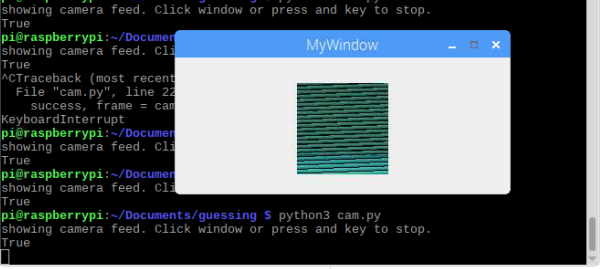 showing camera feed. Click window or press and key to stop.
True
pi@raspberrypi:~/Documen
MyWindow
showing camera feed. Cli
True
^CTraceback (most recent
File "cam.py", line 22
success, frame = cam
KeyboardInterrupt
pi@raspberrypi:~/Documen
showing camera feed. Cli
True
pi@raspberrypi:~/Documen
showing camera feed. Cli
True
pi@raspberrypi:~/Documents/guessing $ python3 cam.py
showing camera feed. Click window or press and key to stop.
True